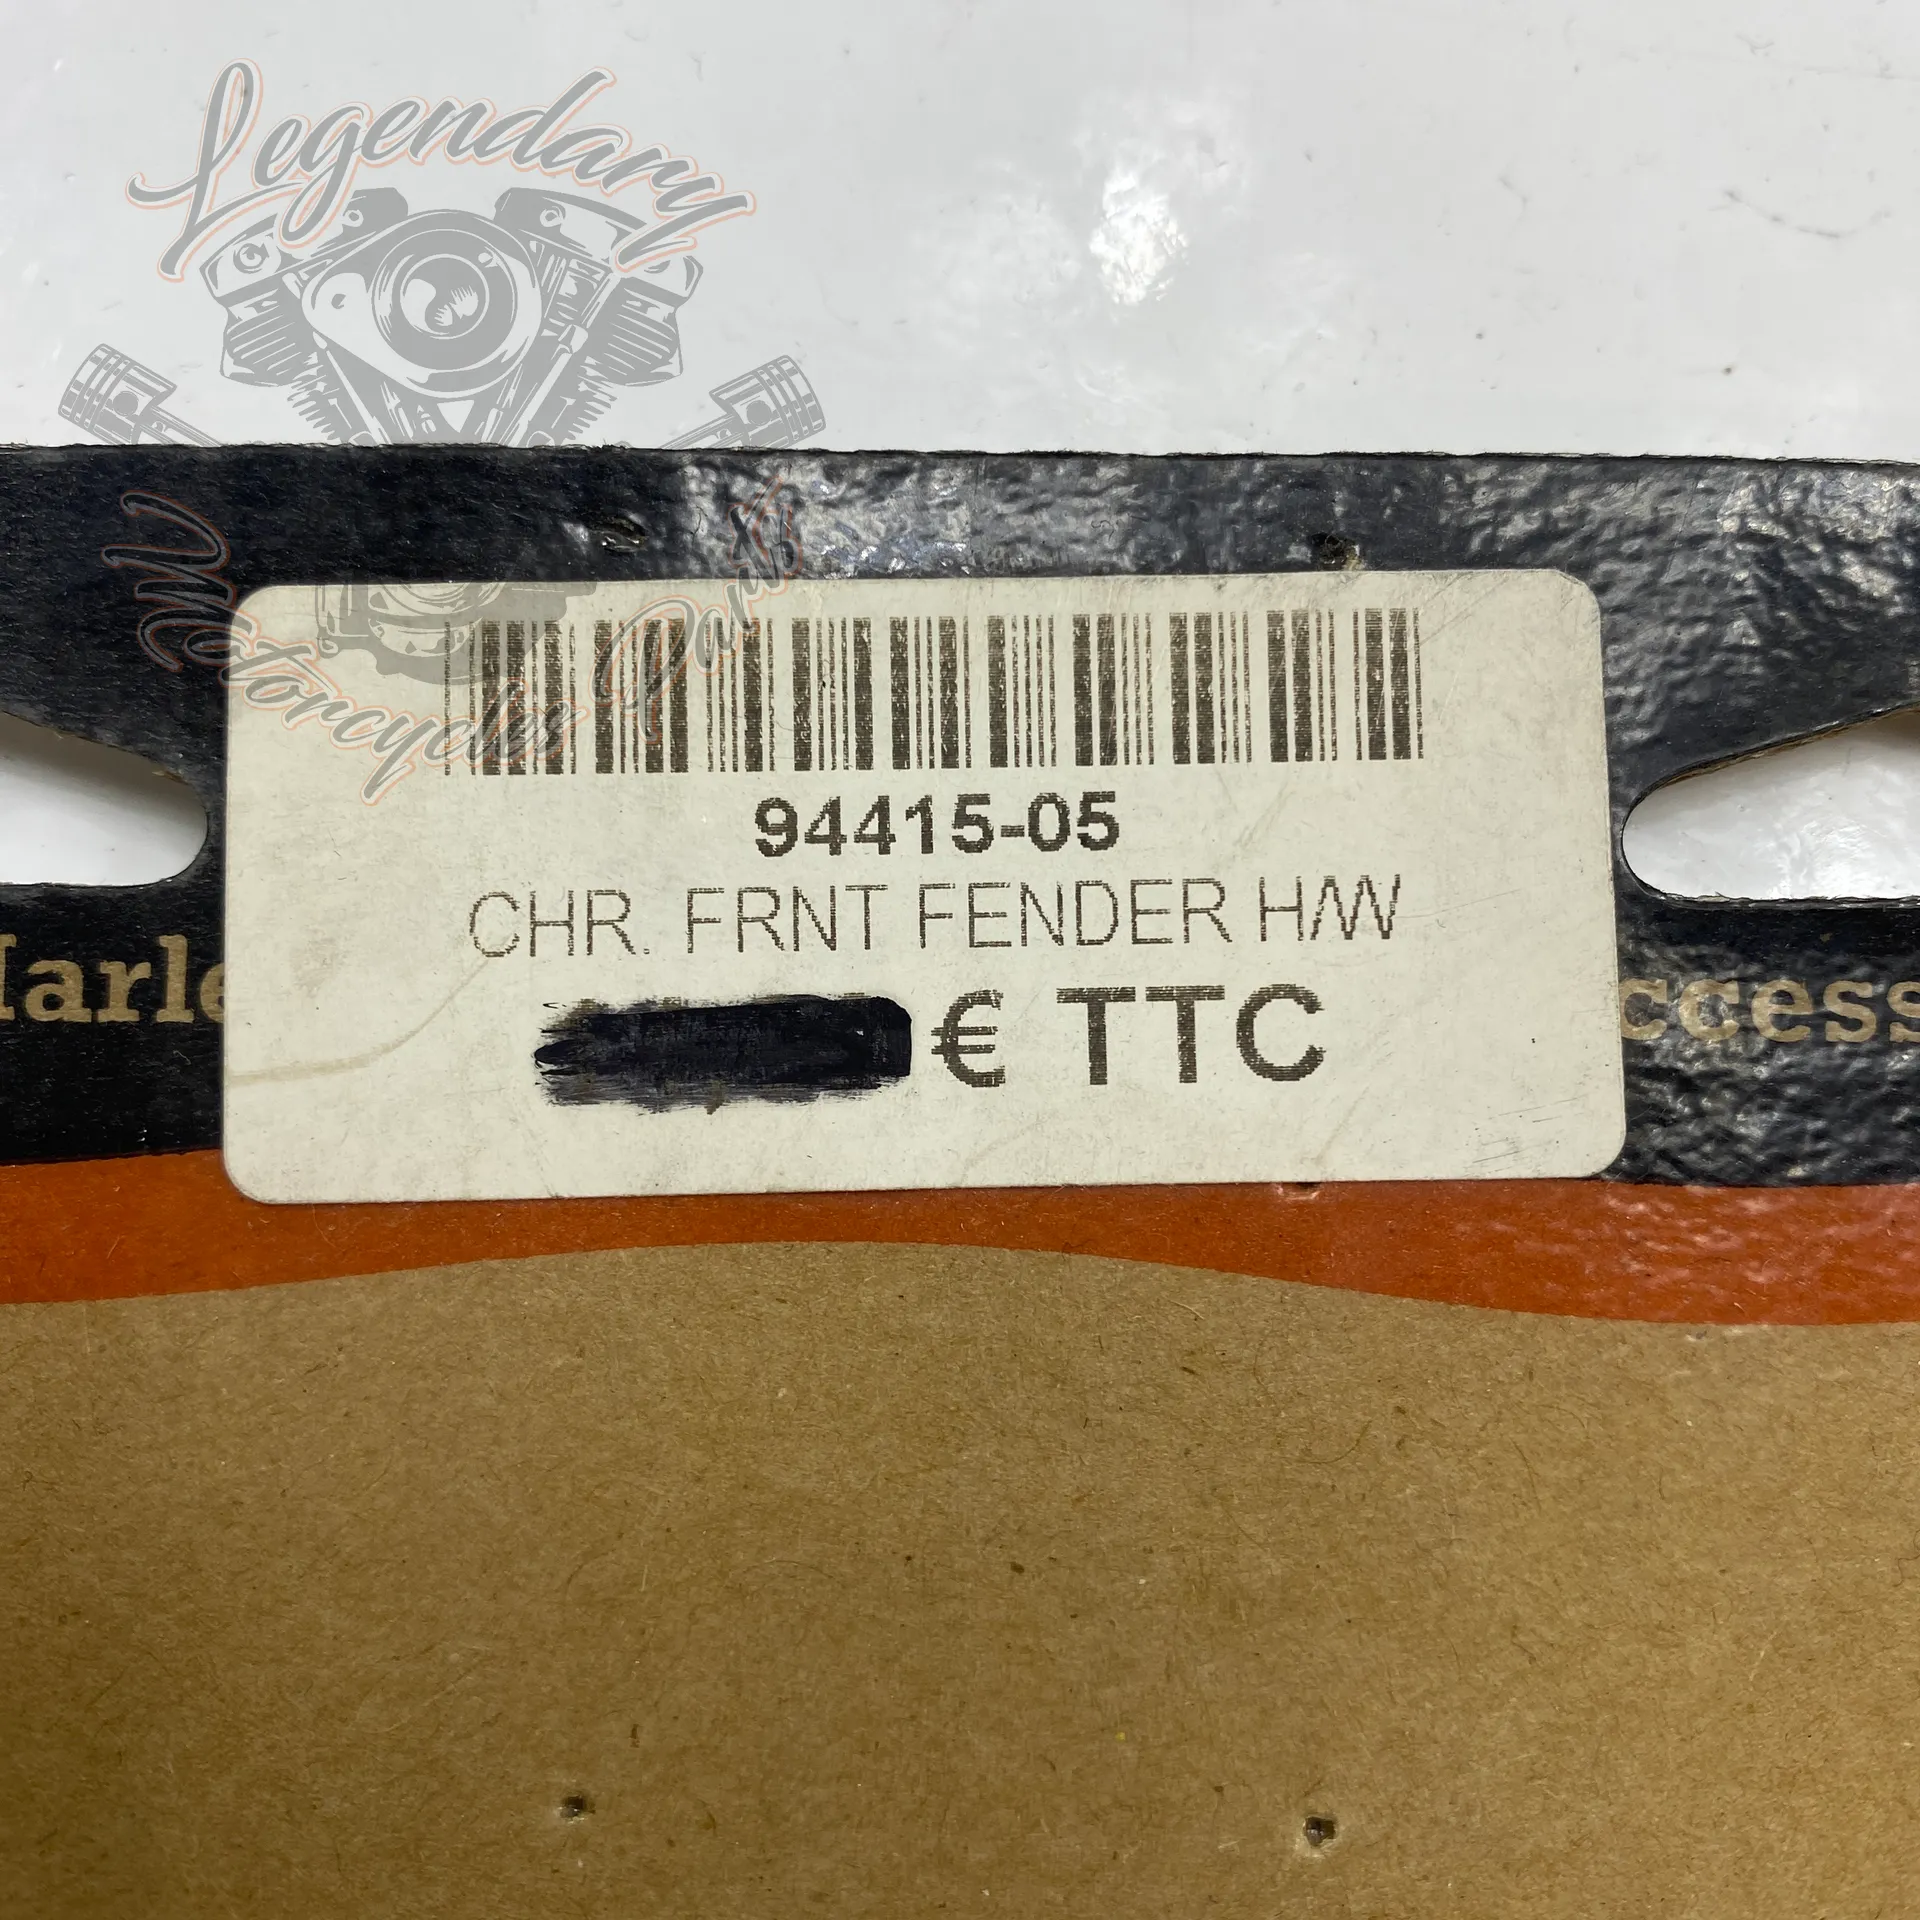 Legendary
Motorcycles Parts
94415-05
CHR. FRNT FENDER H/W
€ TTC
Harle
ccess